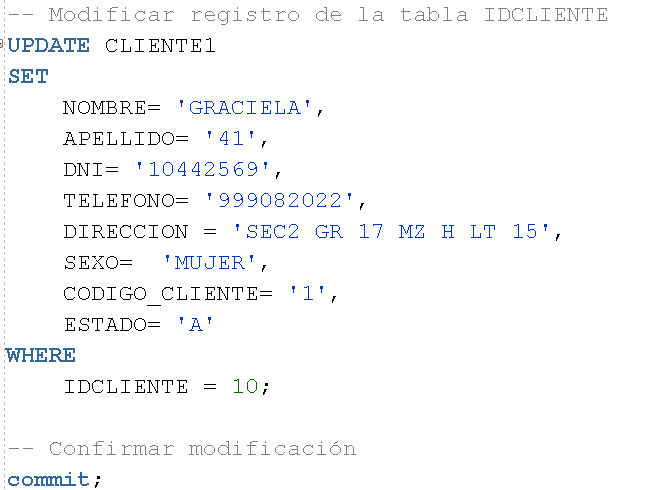 -- Modificar registro de la tabla IDCLIENTE
UPDATE CLIENTE1
SET
NOMBRE= 'GRACIELA',
APELLIDO= '41',
DNI= '10442569',
TELEFONO= '999082022',
DIRECCION = 'SEC2 GR 17 MZ H LT 15',
SEXO=  'MUJER',
CODIGO_CLIENTE= '1',
ESTADO= 'A'
WHERE
IDCLIENTE = 10;
-- Confirmar modificación
commit;